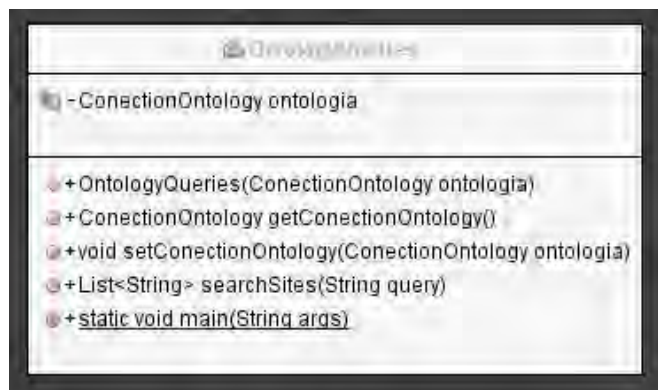 - ConectionOntology ontologia
+ OntologyQueries(ConectionOntology ontologia)
+ ConectionOntology getConectionOntology()
+ void setConectionOntology(ConectionOntology ontologia)
+ List<String> searchSites(String query)
+ static void main(String args)